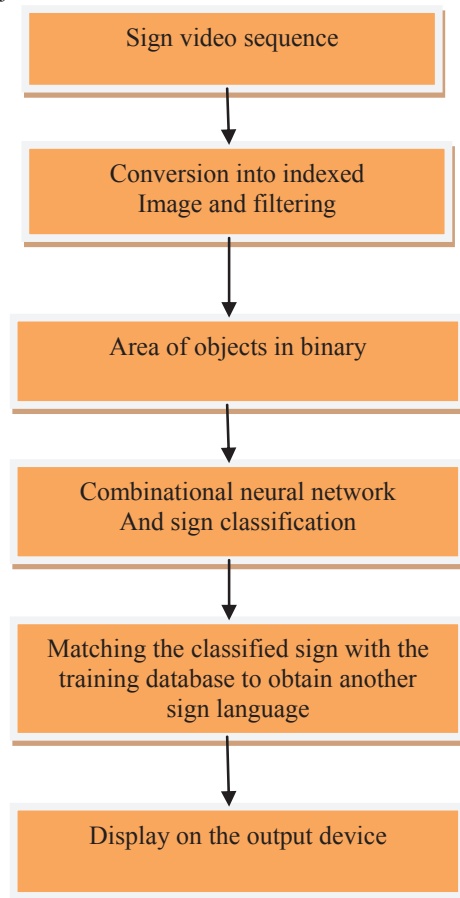 Sign video sequence
Conversion into indexed
Image and filtering
Area of objects in binary
Combinational neural network
And sign classification
Matching the classified sign with the
training database to obtain another
sign language
Display on the output device